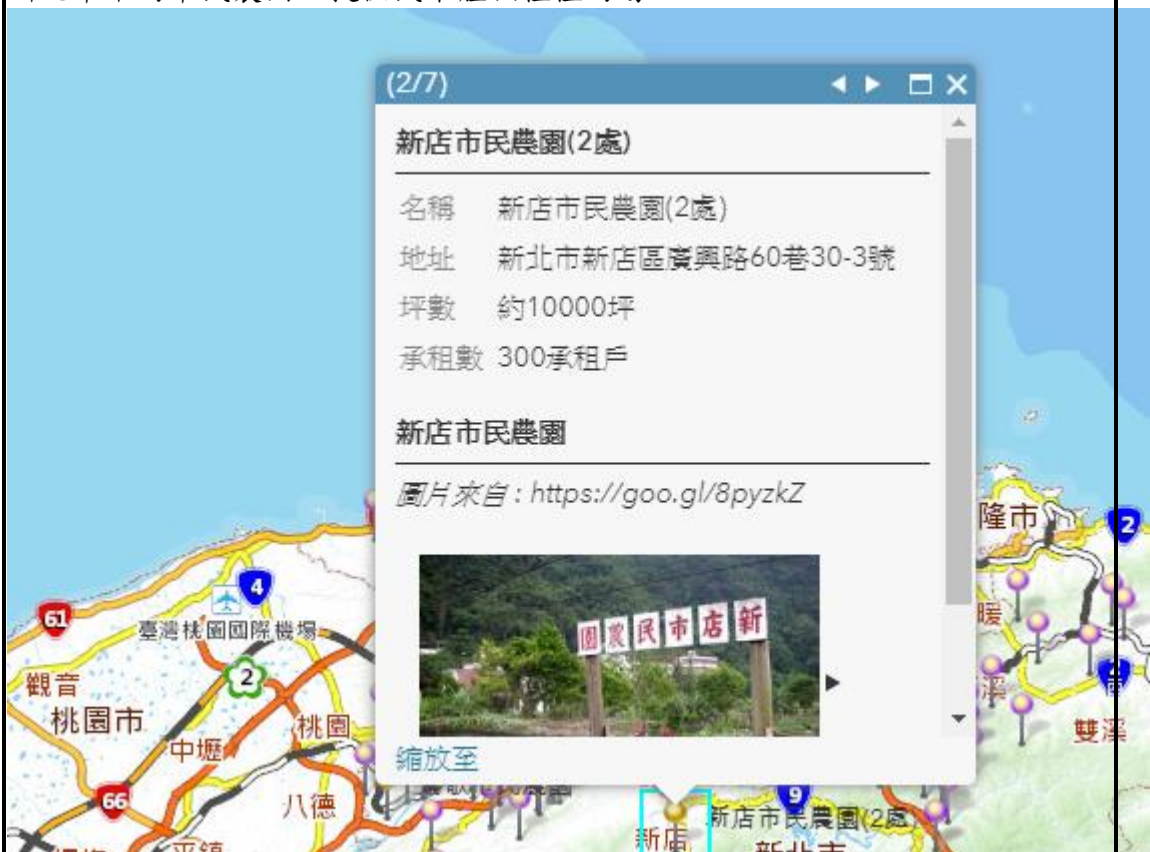 (2/7)
新店市民農園(2處)
名稱 新店市民農園(2處)
地址 新北市新店區廣興路60巷30-3號
坪數 約10000坪
承租數 300承租戶
新店市民農園
圖片來自 : https://goo.gl/8pyzkZ
園農民市店新
縮放至
隆市
2
4
61
臺灣桃園國際機場
暖
2
觀音
桃園市
桃園
中壢
溪
雙溪
66
八德
9
新店市民農園(2處)
新店
新北市
平鎮